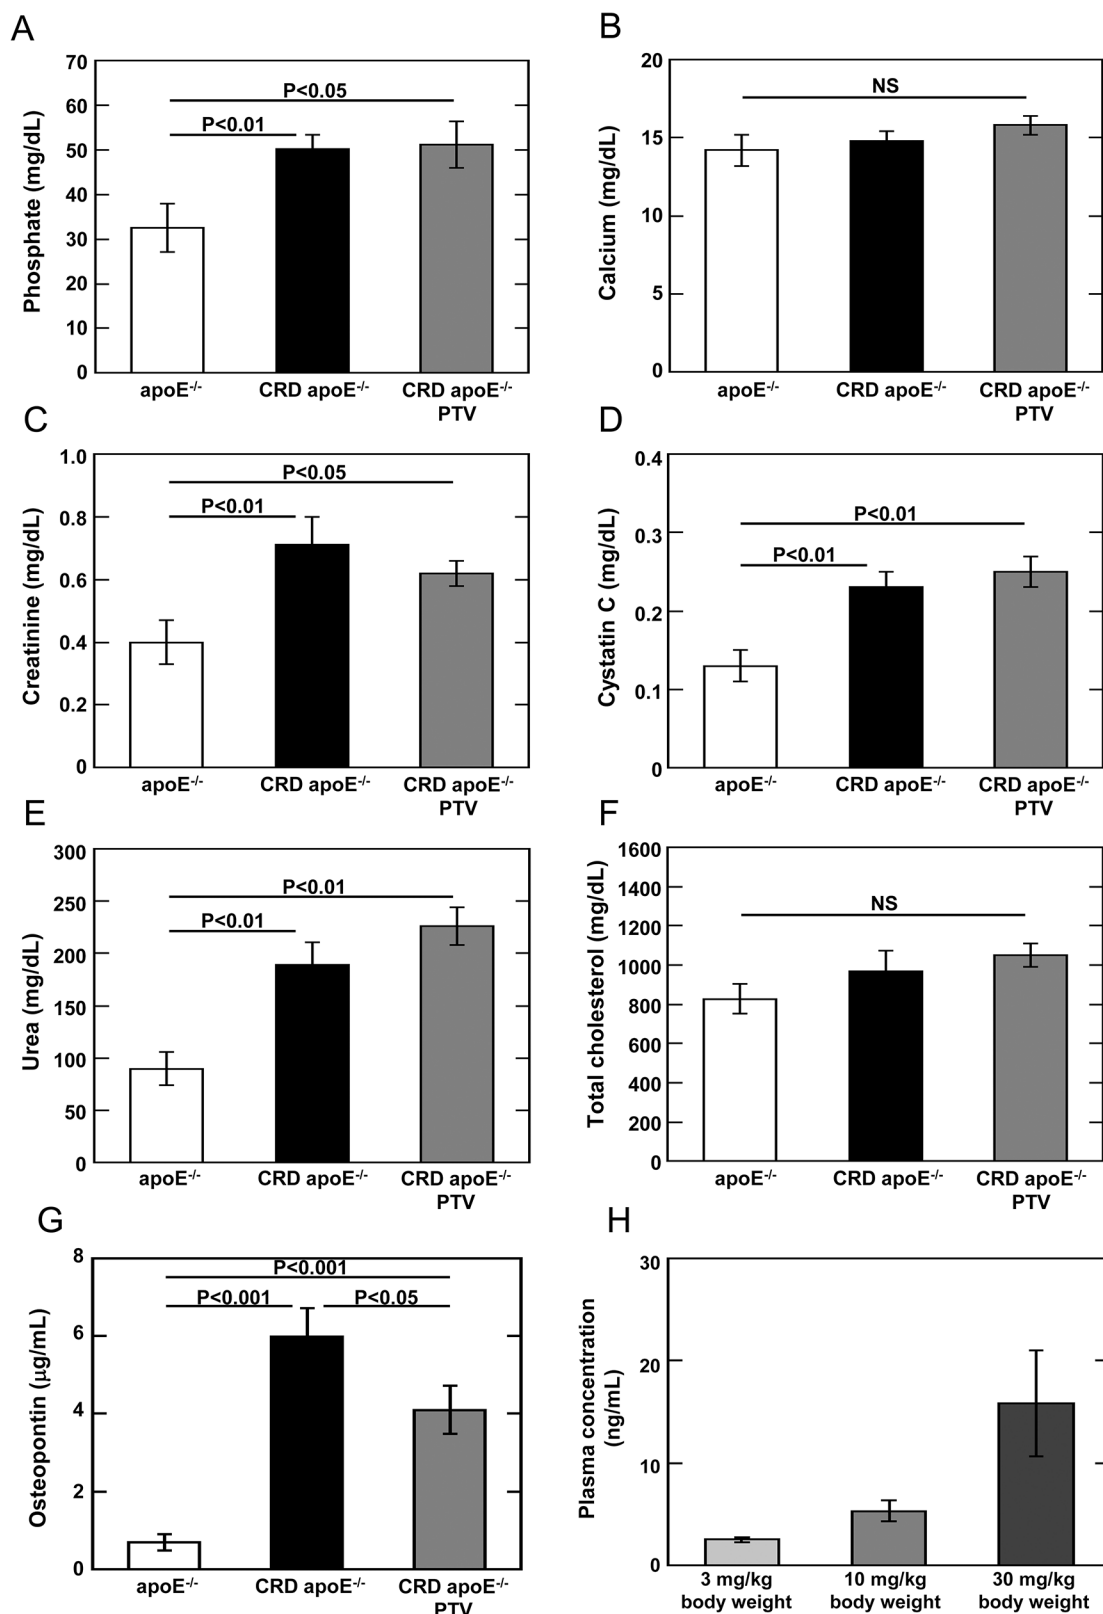 A
Phosphate (mg/dL)
70
60
50
40
30
20
10
0
P<0.05
P<0.01
apoE-/-
CRD apoE-/-
CRD apoE-/-
PTV
B
Calcium (mg/dL)
20
15
10
5
0
NS
apoE-/-
CRD apoE-/-
CRD apoE-/-
PTV
C
Creatinine (mg/dL)
1.0
0.8
0.6
0.4
0.2
0
P<0.05
P<0.01
apoE-/-
CRD apoE-/-
CRD apoE-/-
PTV
D
Cystatin C (mg/dL)
0.4
0.3
0.2
0.1
0
P<0.01
P<0.01
apoE-/-
CRD apoE-/-
CRD apoE-/-
PTV
E
Urea (mg/dL)
300
250
200
150
100
50
0
P<0.01
P<0.01
apoE-/-
CRD apoE-/-
CRD apoE-/-
PTV
F
Total cholesterol (mg/dL)
1600
1400
1200
1000
800
600
400
200
0
NS
apoE-/-
CRD apoE-/-
CRD apoE-/-
PTV
G
Osteopontin (µg/mL)
8
6
4
2
0
P<0.001
P<0.001
P<0.05
apoE-/-
CRD apoE-/-
CRD apoE-/-
PTV
H
Plasma concentration
(ng/mL)
30
20
10
0
3 mg/kg
body weight
10 mg/kg
body weight
30 mg/kg
body weight